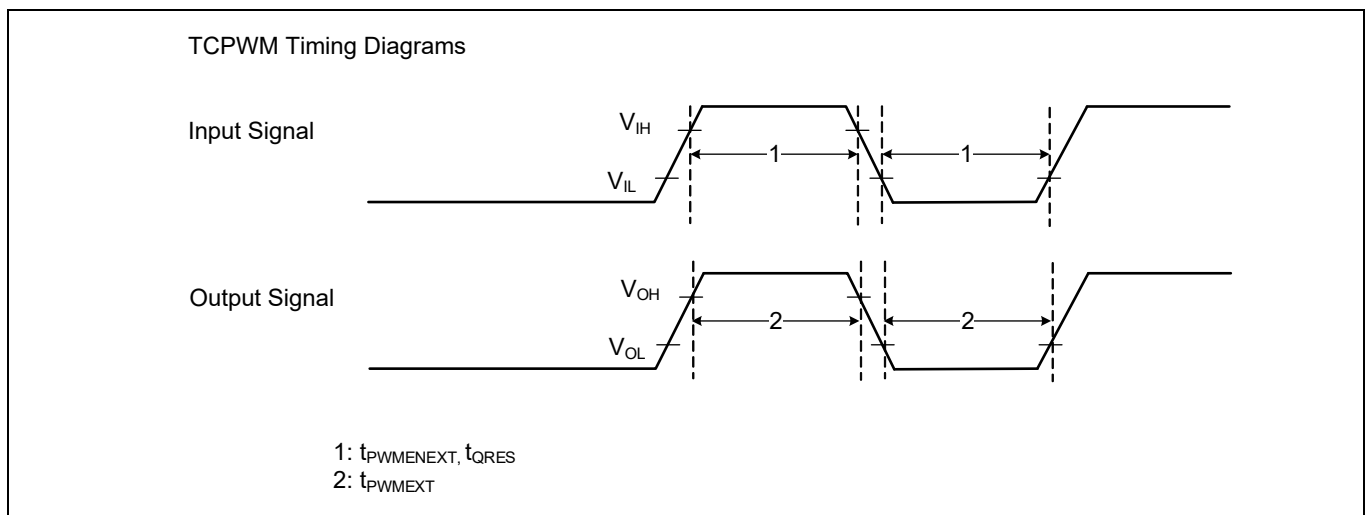 TCPWM Timing Diagrams
Input Signal
VIH
1
1
VIL
Output Signal
VOH
2
2
VOL
1: tPWMENEXT, tQRES
2: tPWMEXT